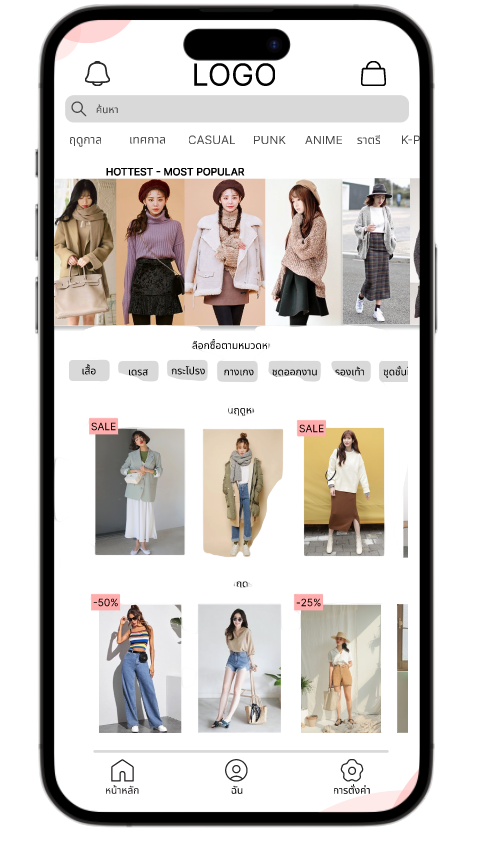 LOGO
ค้นหา
ฤดูกาล เทศกาล CASUAL PUNK ANIME ราตรี K-P
HOTTEST - MOST POPULAR
ลือกซื้อตามหมวดห
เสื้อ เดรส กระโปรง กางเกง ชุดออกงาน รองเท้า ชุดชั้นใ
นฤดูห
SALE SALE
-50% -25%
หน้าหลัก ฉัน การตั้งค่า